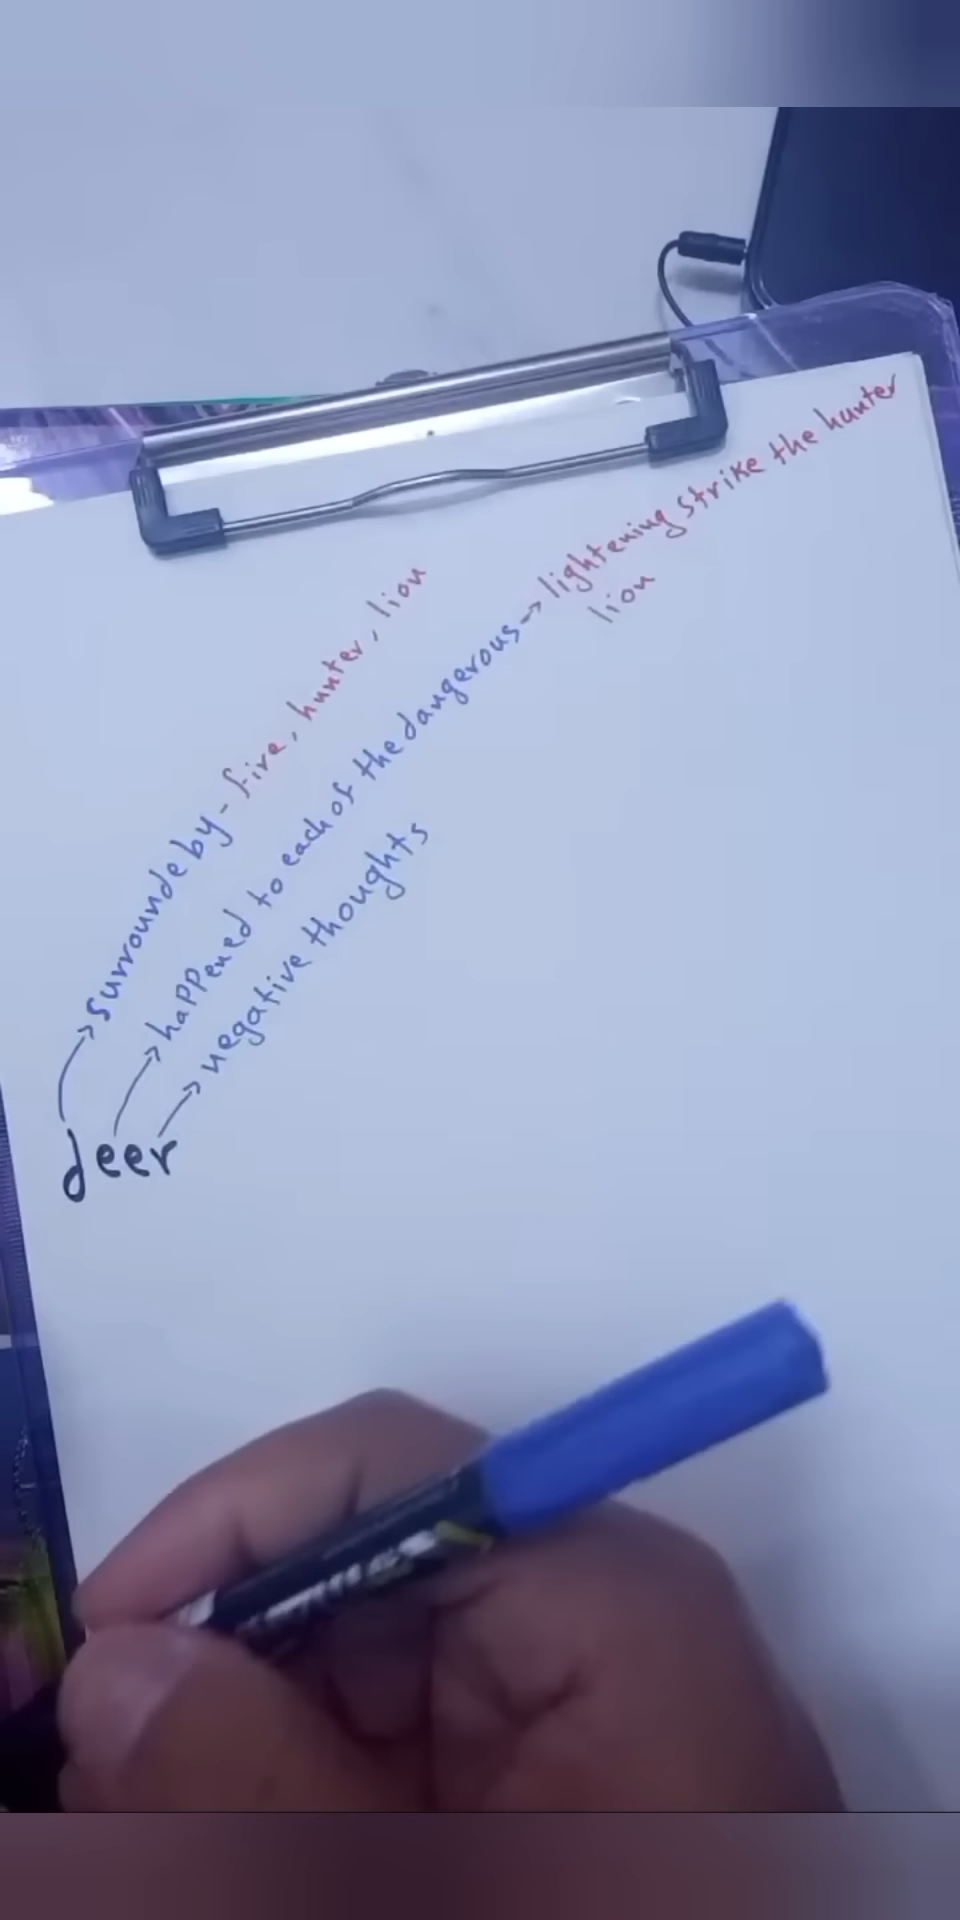 surrounde by - fire, hunter, lion
happened to each of the dangerous -> lightening strike the hunter
lion
negative thoughts
deer